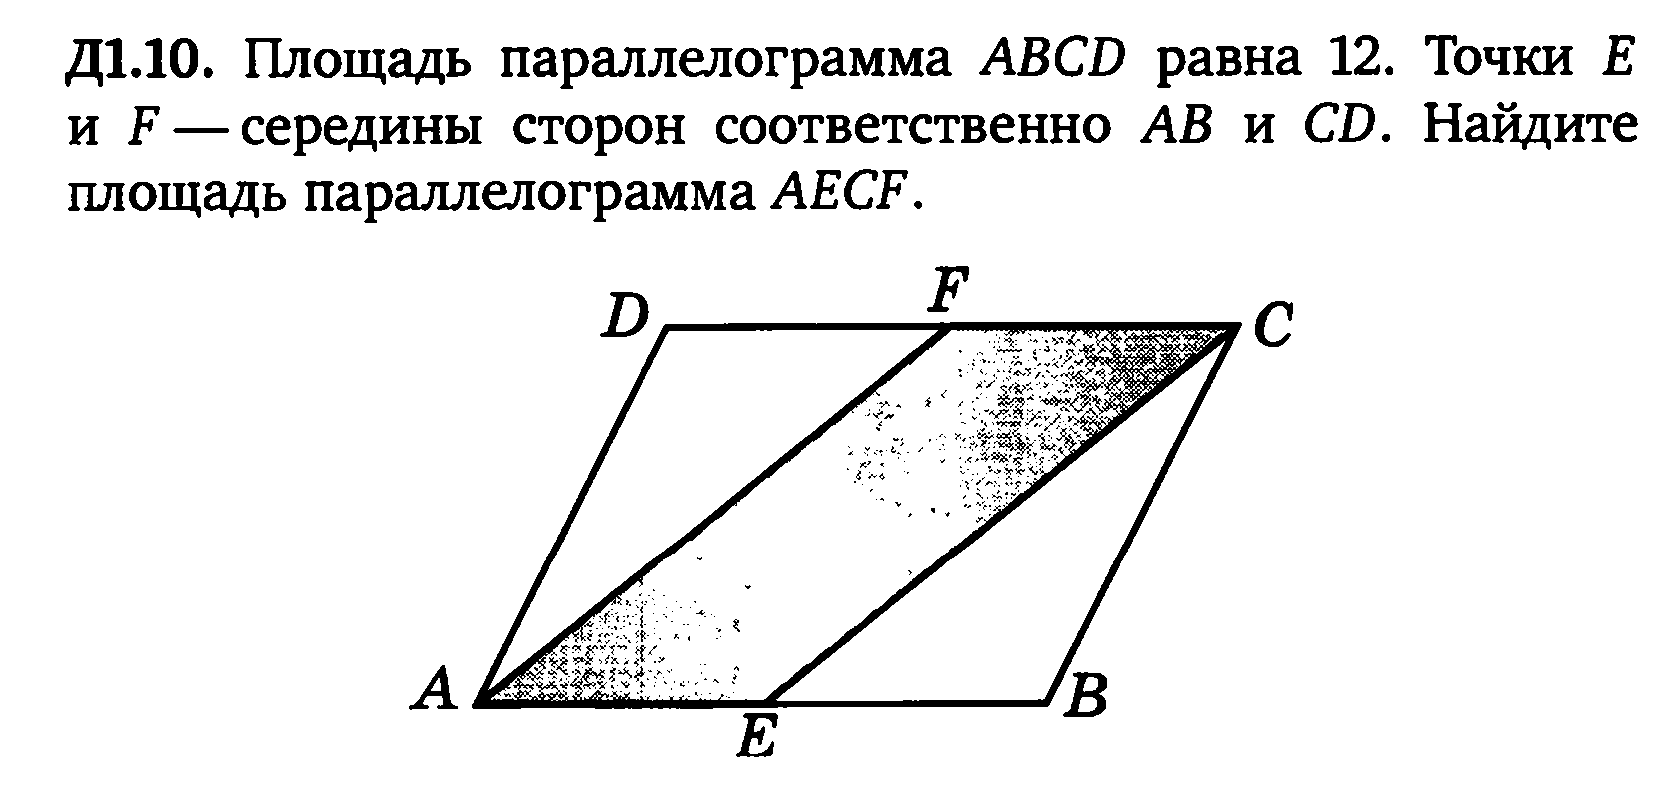 Д1.10. Площадь параллелограмма ABCD равна 12. Точки E
и F — середины сторон соответственно AB и CD. Найдите
площадь параллелограмма AECF.
F
D
C
A
B
E